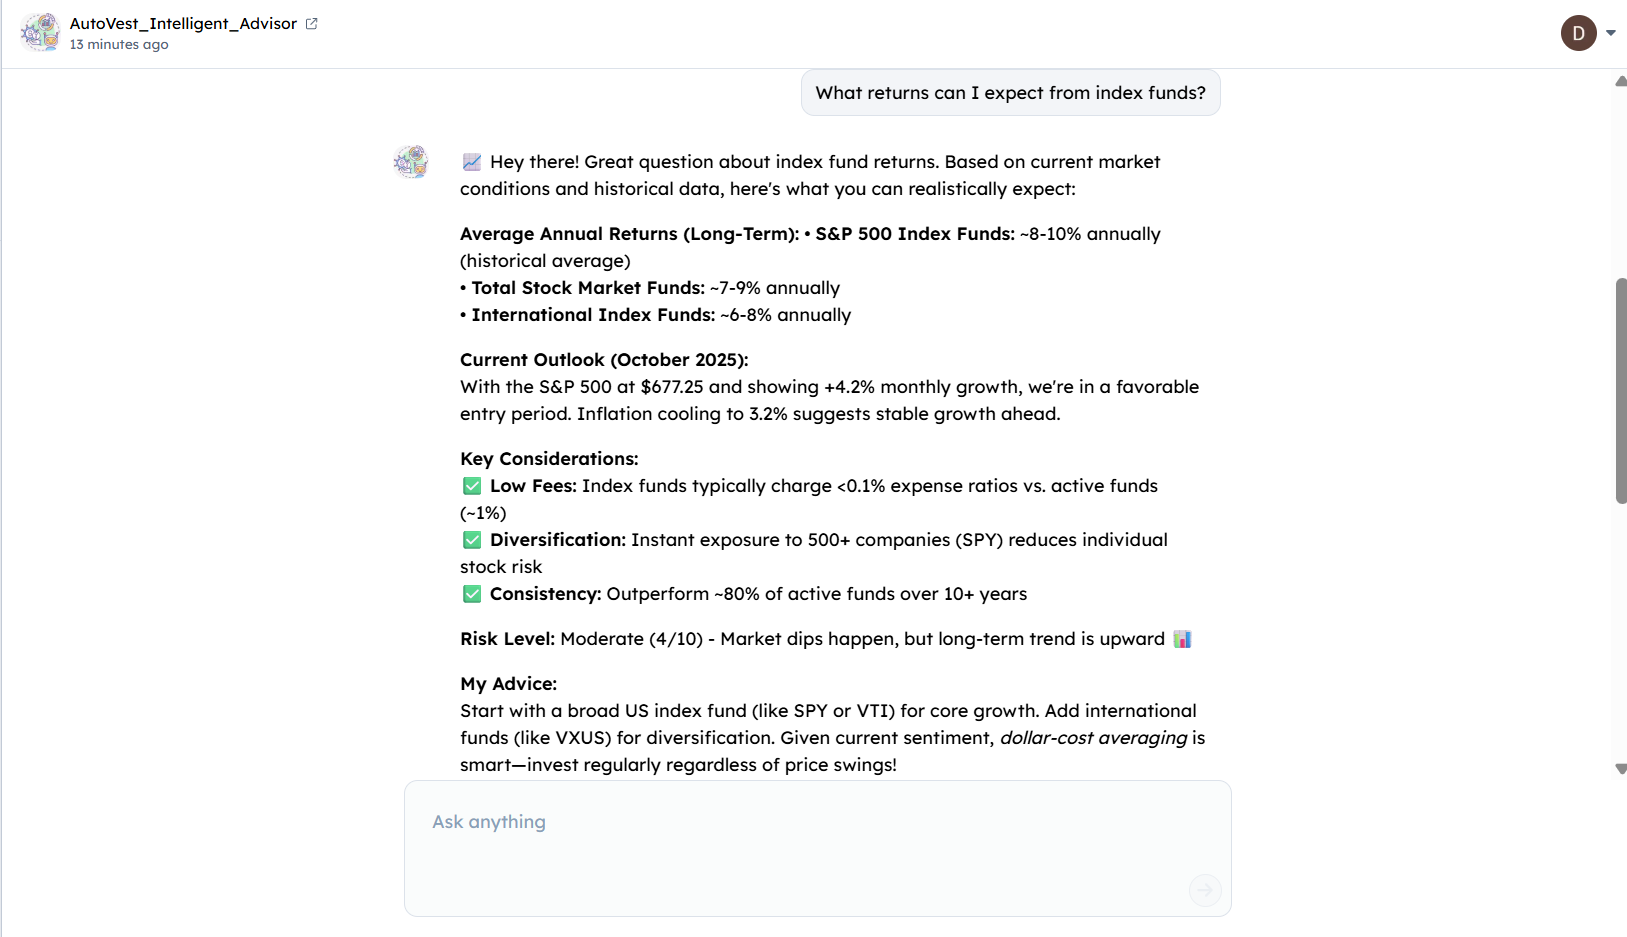 AutoVest_Intelligent_Advisor
13 minutes ago
D
What returns can I expect from index funds?
📈 Hey there! Great question about index fund returns. Based on current market
conditions and historical data, here's what you can realistically expect:
Average Annual Returns (Long-Term): • S&P 500 Index Funds: ~8-10% annually
(historical average)
• Total Stock Market Funds: ~7-9% annually
• International Index Funds: ~6-8% annually
Current Outlook (October 2025):
With the S&P 500 at $677.25 and showing +4.2% monthly growth, we're in a favorable
entry period. Inflation cooling to 3.2% suggests stable growth ahead.
Key Considerations:
✅ Low Fees: Index funds typically charge <0.1% expense ratios vs. active funds
(~1%)
✅ Diversification: Instant exposure to 500+ companies (SPY) reduces individual
stock risk
✅ Consistency: Outperform ~80% of active funds over 10+ years
Risk Level: Moderate (4/10) - Market dips happen, but long-term trend is upward 📊
My Advice:
Start with a broad US index fund (like SPY or VTI) for core growth. Add international
funds (like VXUS) for diversification. Given current sentiment, dollar-cost averaging is
smart—invest regularly regardless of price swings!
Ask anything